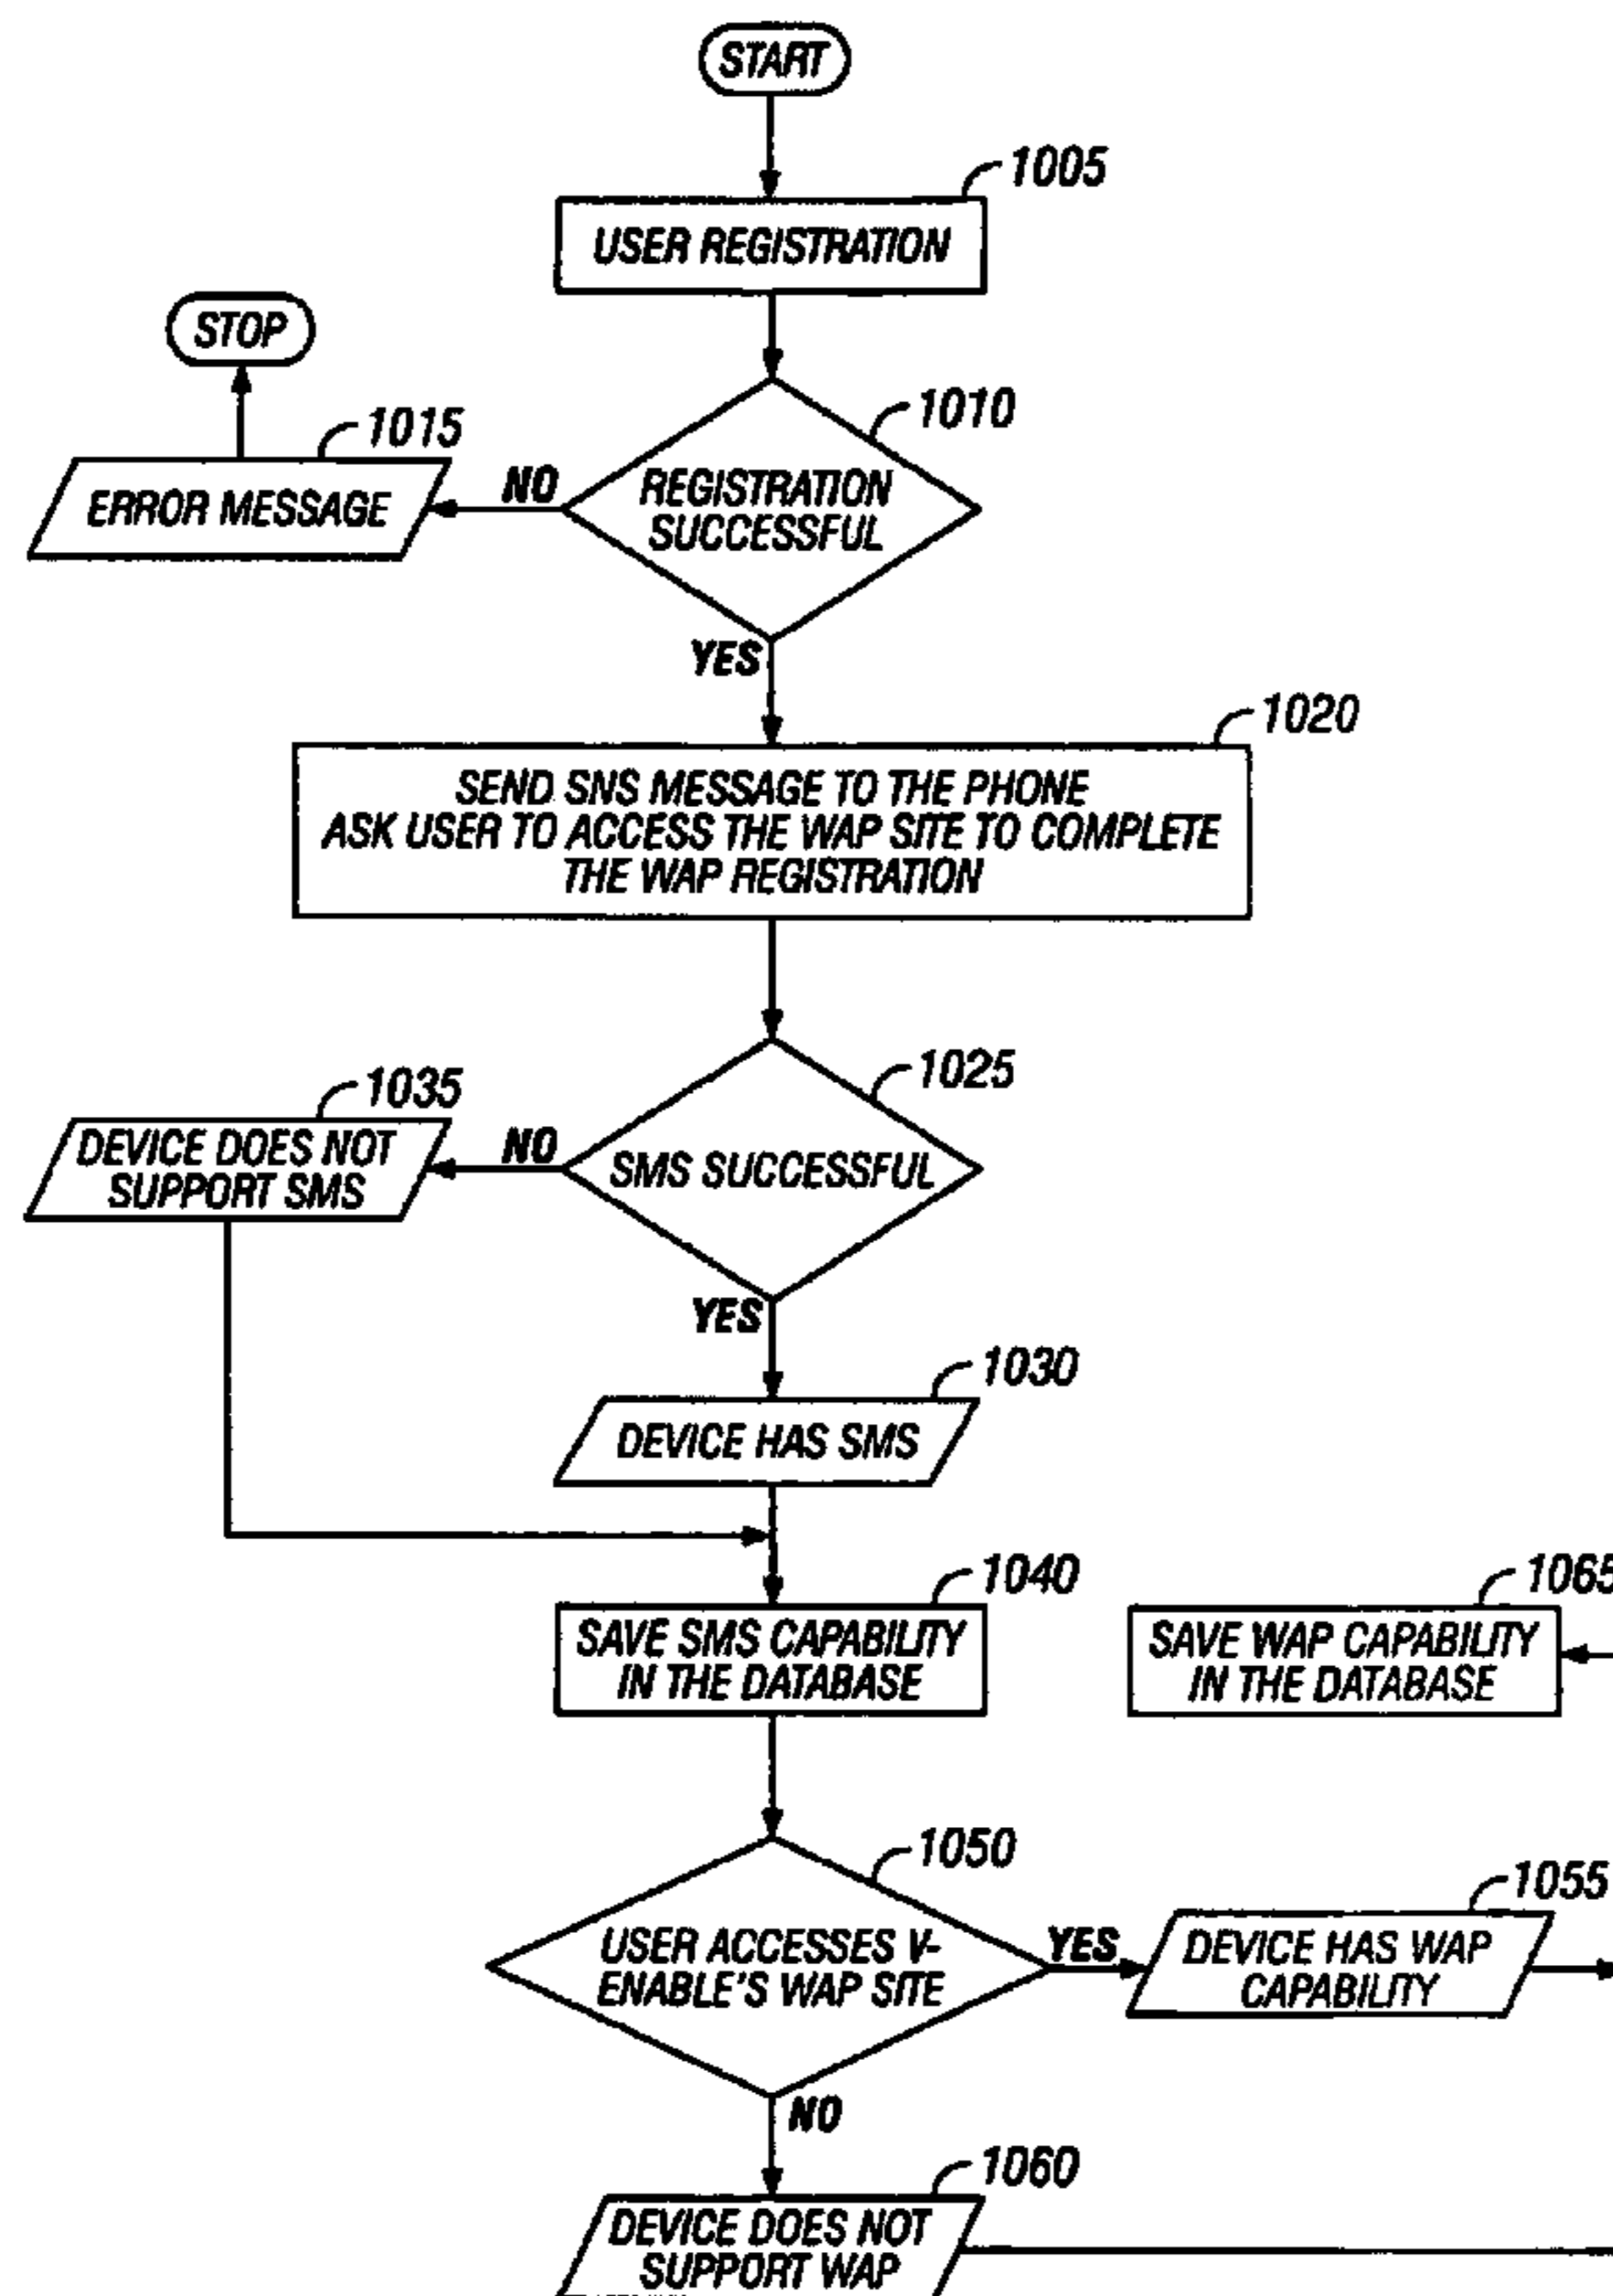 START
1005
USER REGISTRATION
STOP
1010
1015
ERROR MESSAGE
NO
REGISTRATION
SUCCESSFUL
YES
1020
SEND SNS MESSAGE TO THE PHONE
ASK USER TO ACCESS THE WAP SITE TO COMPLETE
THE WAP REGISTRATION
1025
1035
DEVICE DOES NOT
SUPPORT SMS
NO
SMS SUCCESSFUL
YES
1030
DEVICE HAS SMS
1040
SAVE SMS CAPABILITY
IN THE DATABASE
1065
SAVE WAP CAPABILITY
IN THE DATABASE
1050
USER ACCESSES V-
ENABLE'S WAP SITE
YES
1055
DEVICE HAS WAP
CAPABILITY
NO
1060
DEVICE DOES NOT
SUPPORT WAP